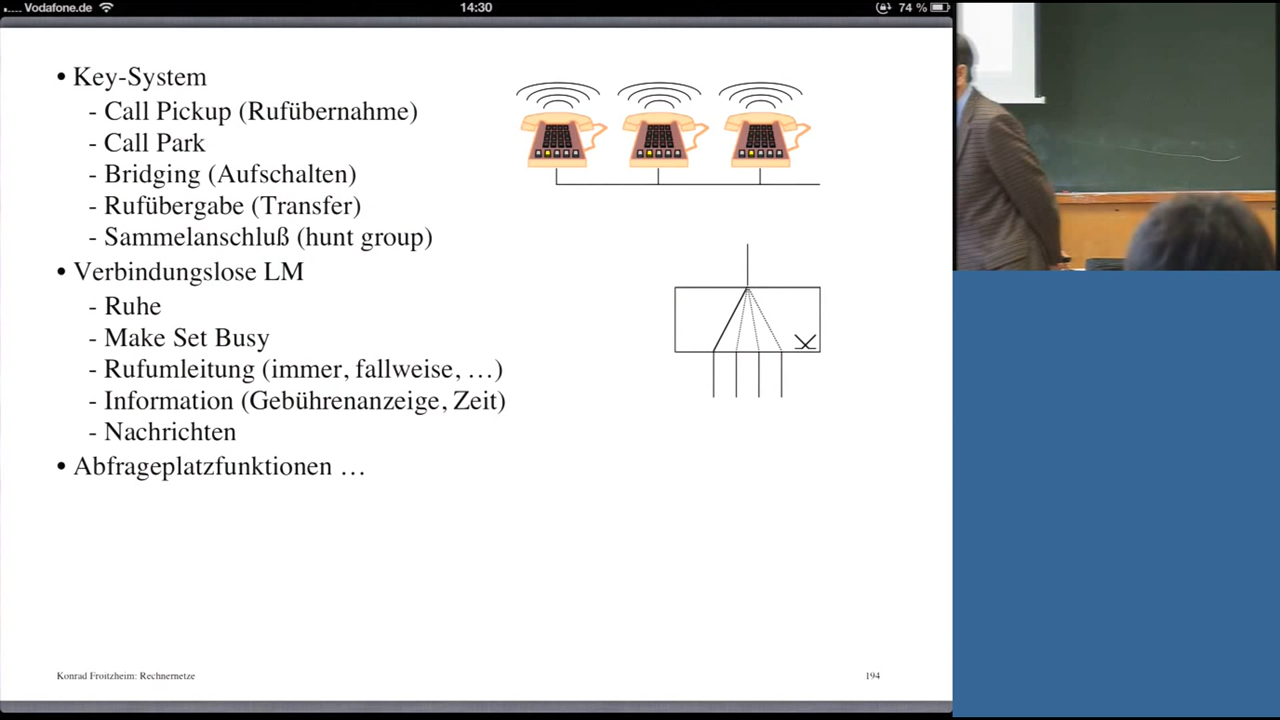 Vodafone.de
14:30
74 %
• Key-System
- Call Pickup (Rufübernahme)
- Call Park
- Bridging (Aufschalten)
- Rufübergabe (Transfer)
- Sammelanschluß (hunt group)
• Verbindungslose LM
- Ruhe
- Make Set Busy
- Rufumleitung (immer, fallweise, …)
- Information (Gebührenanzeige, Zeit)
- Nachrichten
• Abfrageplatzfunktionen …
Konrad Froitzheim: Rechnernetze
194